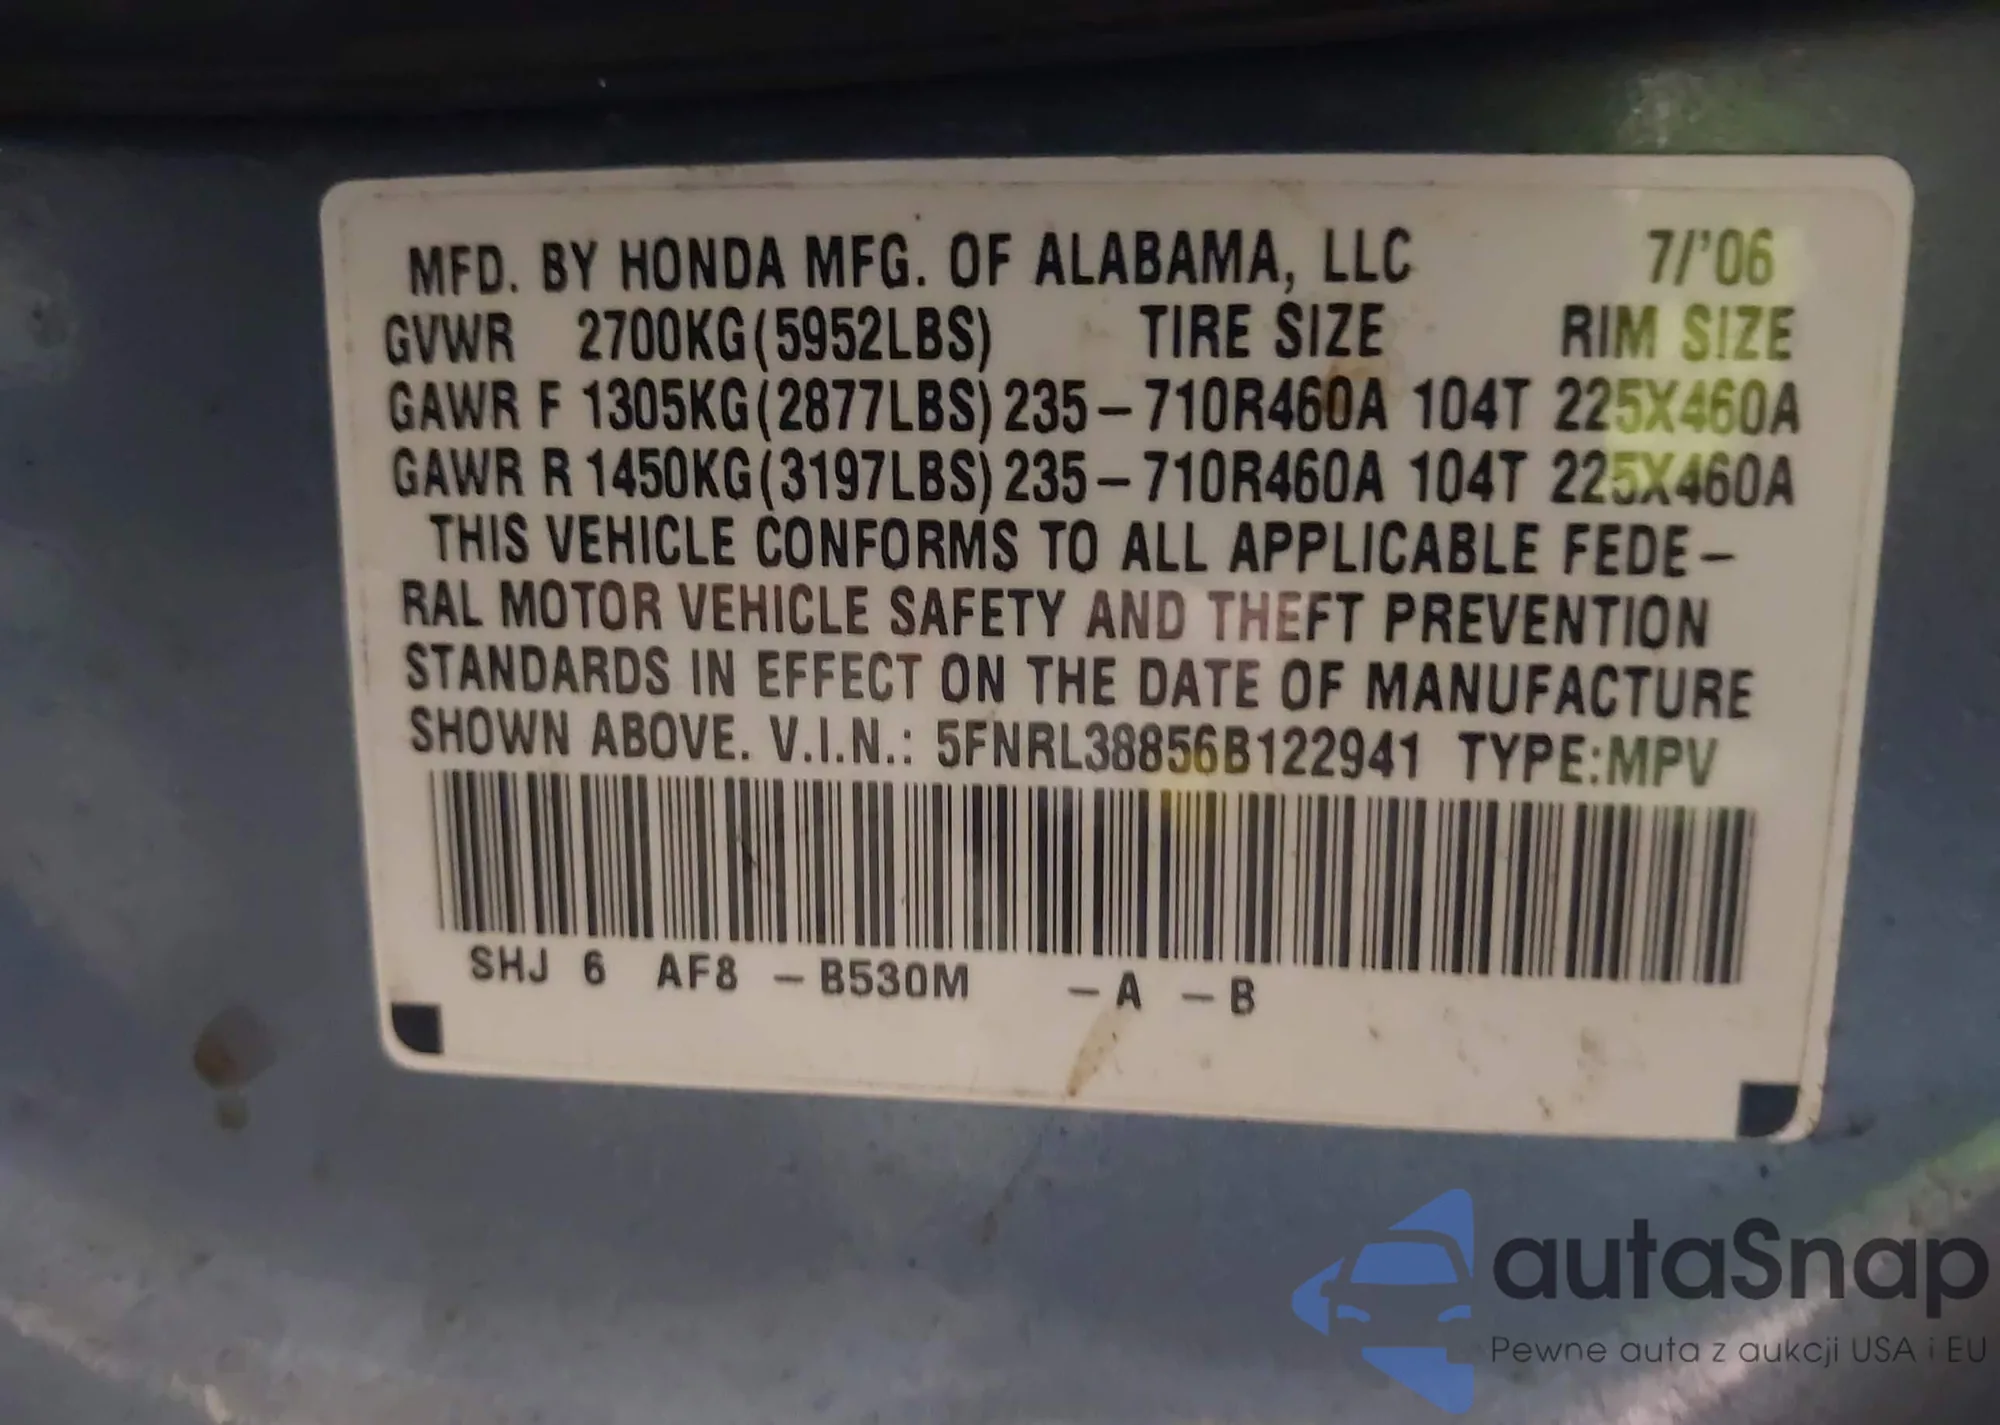 MFD. BY HONDA MFG. OF ALABAMA, LLC 7/'06
GVWR 2700KG(5952LBS) TIRE SIZE RIM SIZE
GAWR F 1305KG(2877LBS) 235-710R460A 104T 225X460A
GAWR R 1450KG(3197LBS) 235-710R460A 104T 225X460A
THIS VEHICLE CONFORMS TO ALL APPLICABLE FEDE-
RAL MOTOR VEHICLE SAFETY AND THEFT PREVENTION
STANDARDS IN EFFECT ON THE DATE OF MANUFACTURE
SHOWN ABOVE. V.I.N.: 5FNRL38856B122941 TYPE:MPV
SHJ 6 AF8 -B530M -A -B
autaSnap
Pewne auta z aukcji USA i EU